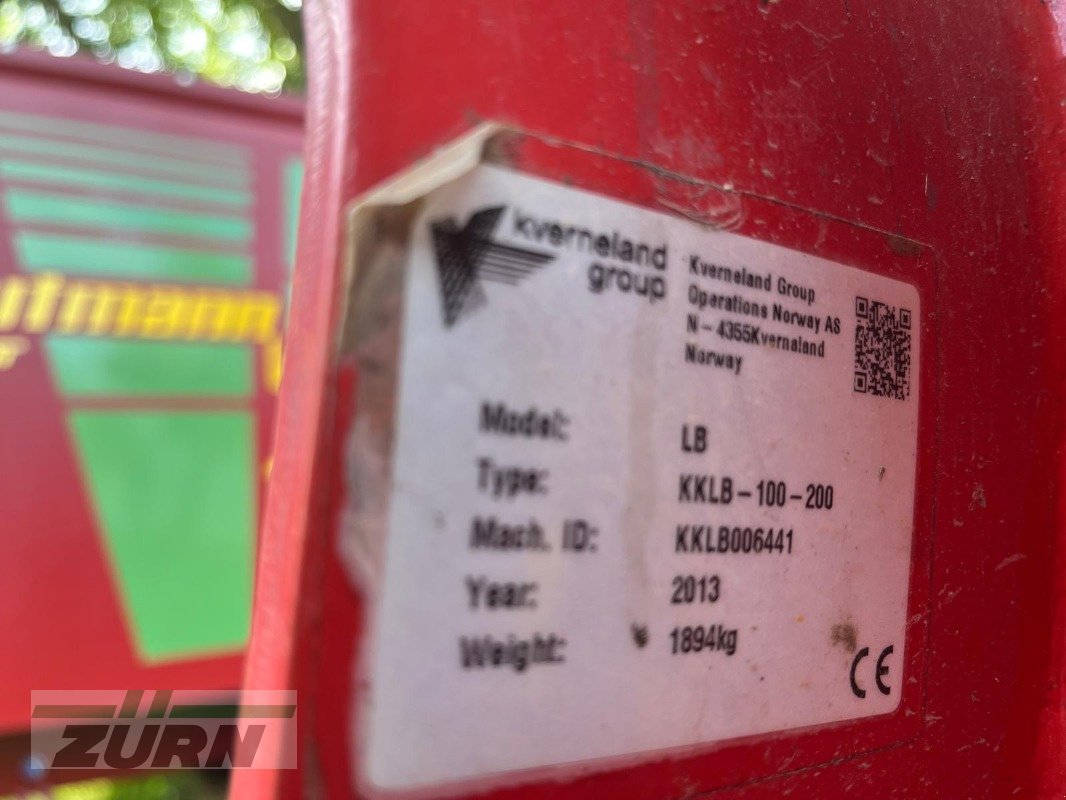 kverneland
group
Kverneland Group
Operations Norway AS
N-4355Kvernaland
Norway
Model: LB
Type: KKLB-100-200
Mach. ID: KKLB006441
Year: 2013
Weight: 1894kg
CE
ZÜRN